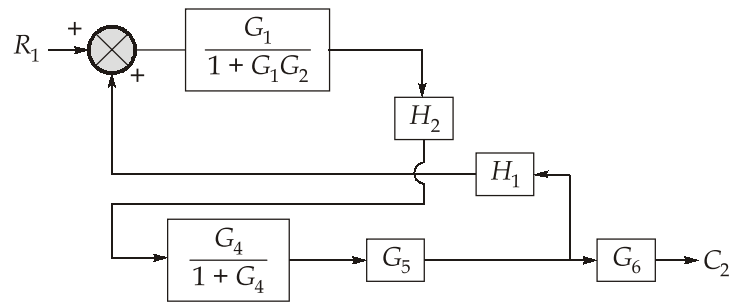 R₁ + + G₁ / 1 + G₁G₂
H₂
H₁
G₄ / 1 + G₄ G₅ G₆ C₂